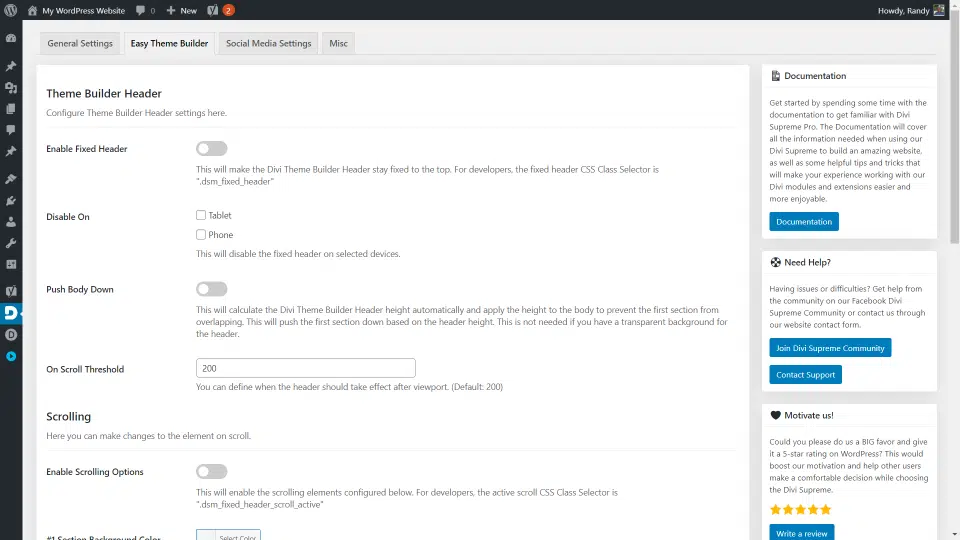 My WordPress Website 0 New 2 Howdy, Randy
General Settings
Easy Theme Builder
Social Media Settings
Misc
Theme Builder Header
Configure Theme Builder Header settings here.
Enable Fixed Header
This will make the Divi Theme Builder Header stay fixed to the top. For developers, the fixed header CSS Class Selector is
".dsm_fixed_header"
Disable On
Tablet
Phone
This will disable the fixed header on selected devices.
Push Body Down
This will calculate the Divi Theme Builder Header height automatically and apply the height to the body to prevent the first section from
overlapping. This will push the first section down based on the header height. This is not needed if you have a transparent background for
the header.
On Scroll Threshold
200
You can define when the header should take effect after viewport. (Default: 200)
Scrolling
Here you can make changes to the element on scroll.
Enable Scrolling Options
This will enable the scrolling elements configured below. For developers, the active scroll CSS Class Selector is
".dsm_fixed_header_scroll_active"
#1 Section Background Color
Select Color
Documentation
Get started by spending some time with the
documentation to get familiar with Divi
Supreme Pro. The Documentation will cover
all the information needed when using our
Divi Supreme to build an amazing website,
as well as some helpful tips and tricks that
will make your experience working with our
Divi modules and extensions easier and
more enjoyable.
Documentation
Need Help?
Having issues or difficulties? Get help from
the community on our Facebook Divi
Supreme Community or contact us through
our website contact form.
Join Divi Supreme Community
Contact Support
Motivate us!
Could you please do us a BIG favor and give
it a 5-star rating on WordPress? This would
boost our motivation and help other users
make a comfortable decision while choosing
the Divi Supreme.
Write a review